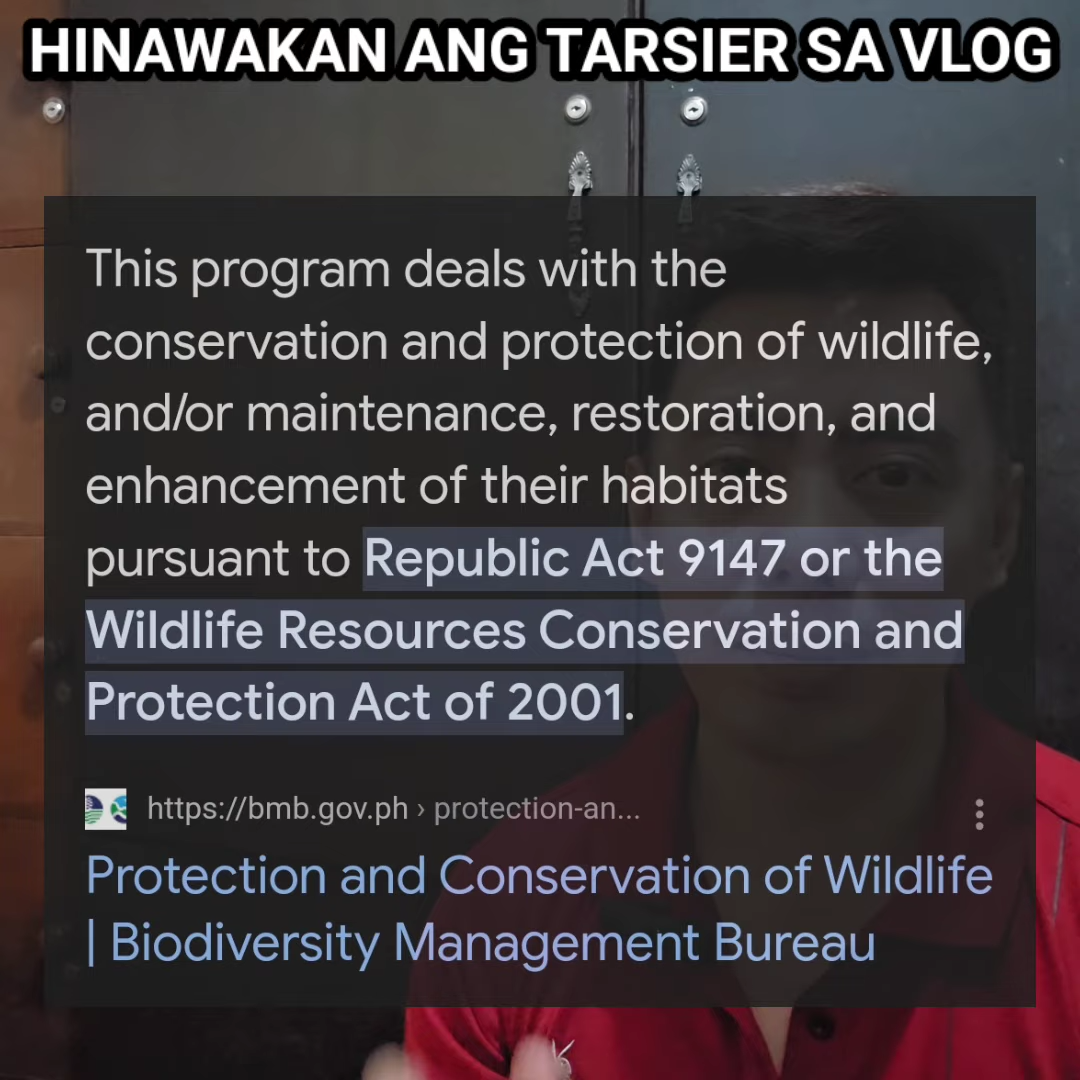 HINAWAKAN ANG TARSIER SA VLOG
This program deals with the
conservation and protection of wildlife,
and/or maintenance, restoration, and
enhancement of their habitats
pursuant to Republic Act 9147 or the
Wildlife Resources Conservation and
Protection Act of 2001.
https://bmb.gov.ph › protection-an...
Protection and Conservation of Wildlife
| Biodiversity Management Bureau